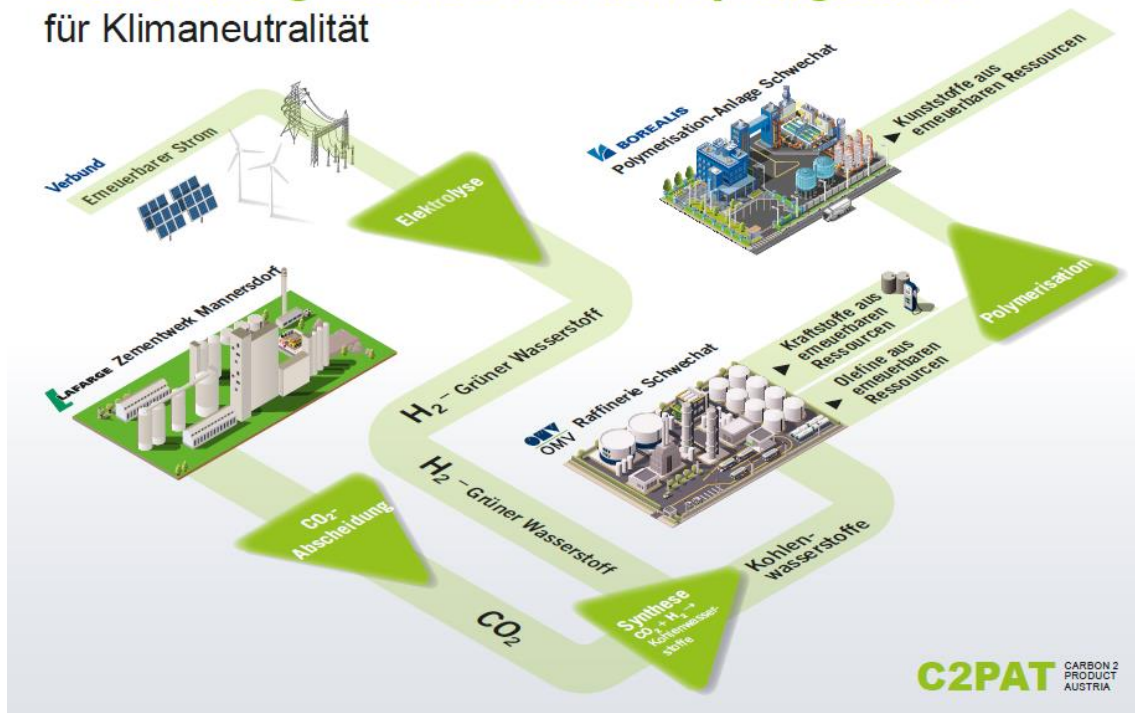 für Klimaneutralität
Verbund
Erneuerbarer Strom
Elektrolyse
H2 – Grüner Wasserstoff
LAFARGE Zementwerk Mannersdorf
CO2-
Abscheidung
CO2
H2 – Grüner Wasserstoff
Synthese
CO2 + H2 →
Kohlenwasser-
stoffe
Kohlen-
wasserstoffe
OMV
OMV Raffinerie Schwechat
Kraftstoffe aus
erneuerbaren
Ressourcen
Olefine aus
erneuerbaren
Ressourcen
Polymerisation
BOREALIS
Polymerisation-Anlage Schwechat
Kunststoffe aus
erneuerbaren Ressourcen
C2PAT
CARBON 2
PRODUCT
AUSTRIA